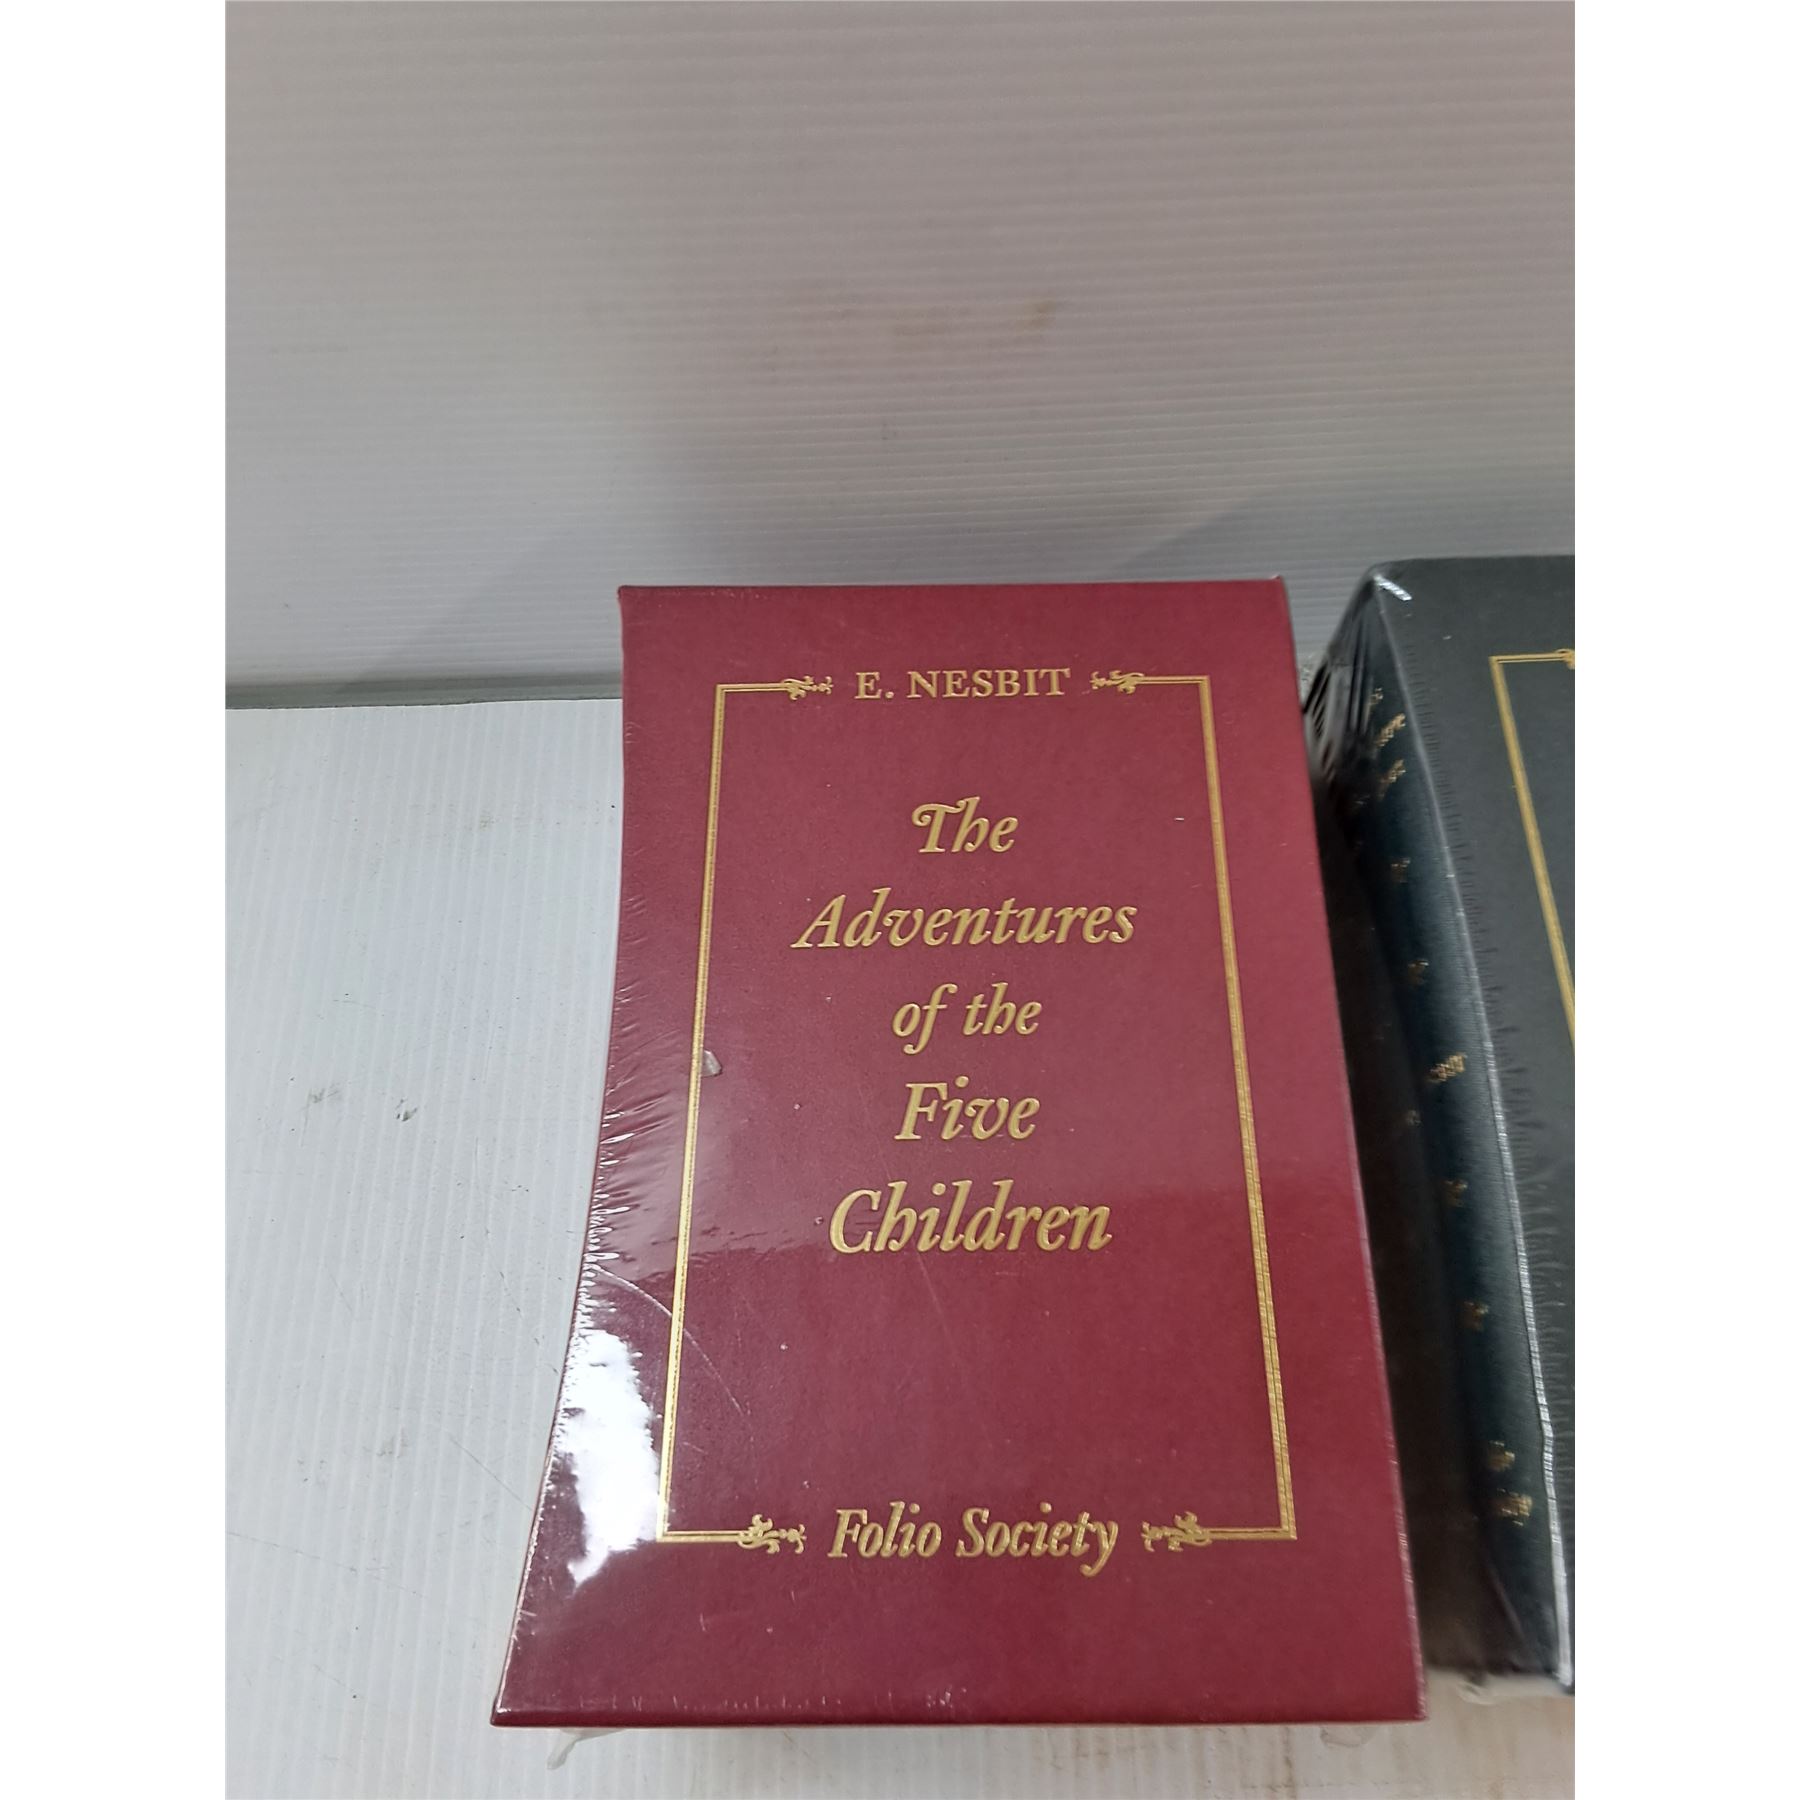 E. NESBIT
The
Adventures
of the
Five
Children
Folio Society